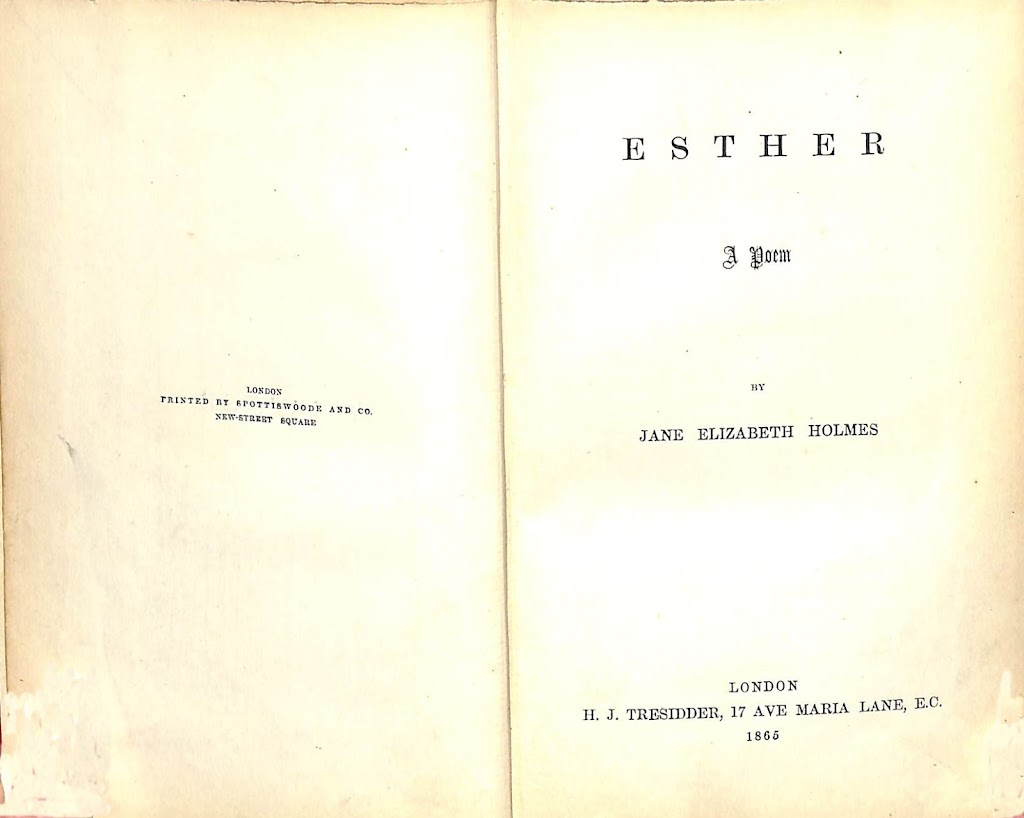 LONDON
PRINTED BY SPOTTISWOODE AND CO.
NEW-STREET SQUARE
ESTHER
A Poem
BY
JANE ELIZABETH HOLMES
LONDON
H. J. TRESIDDER, 17 AVE MARIA LANE, E.C.
1865